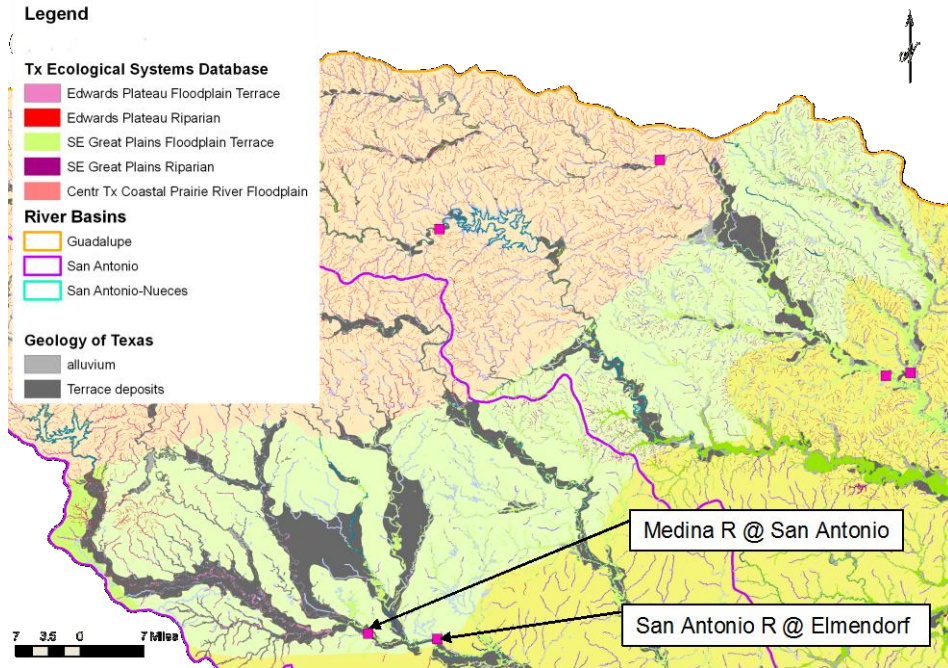 Legend
Tx Ecological Systems Database
Edwards Plateau Floodplain Terrace
Edwards Plateau Riparian
SE Great Plains Floodplain Terrace
SE Great Plains Riparian
Centr Tx Coastal Prairie River Floodplain
River Basins
Guadalupe
San Antonio
San Antonio-Nueces
Geology of Texas
alluvium
Terrace deposits
Medina R @ San Antonio
San Antonio R @ Elmendorf
7 3.5 0 7 Miles